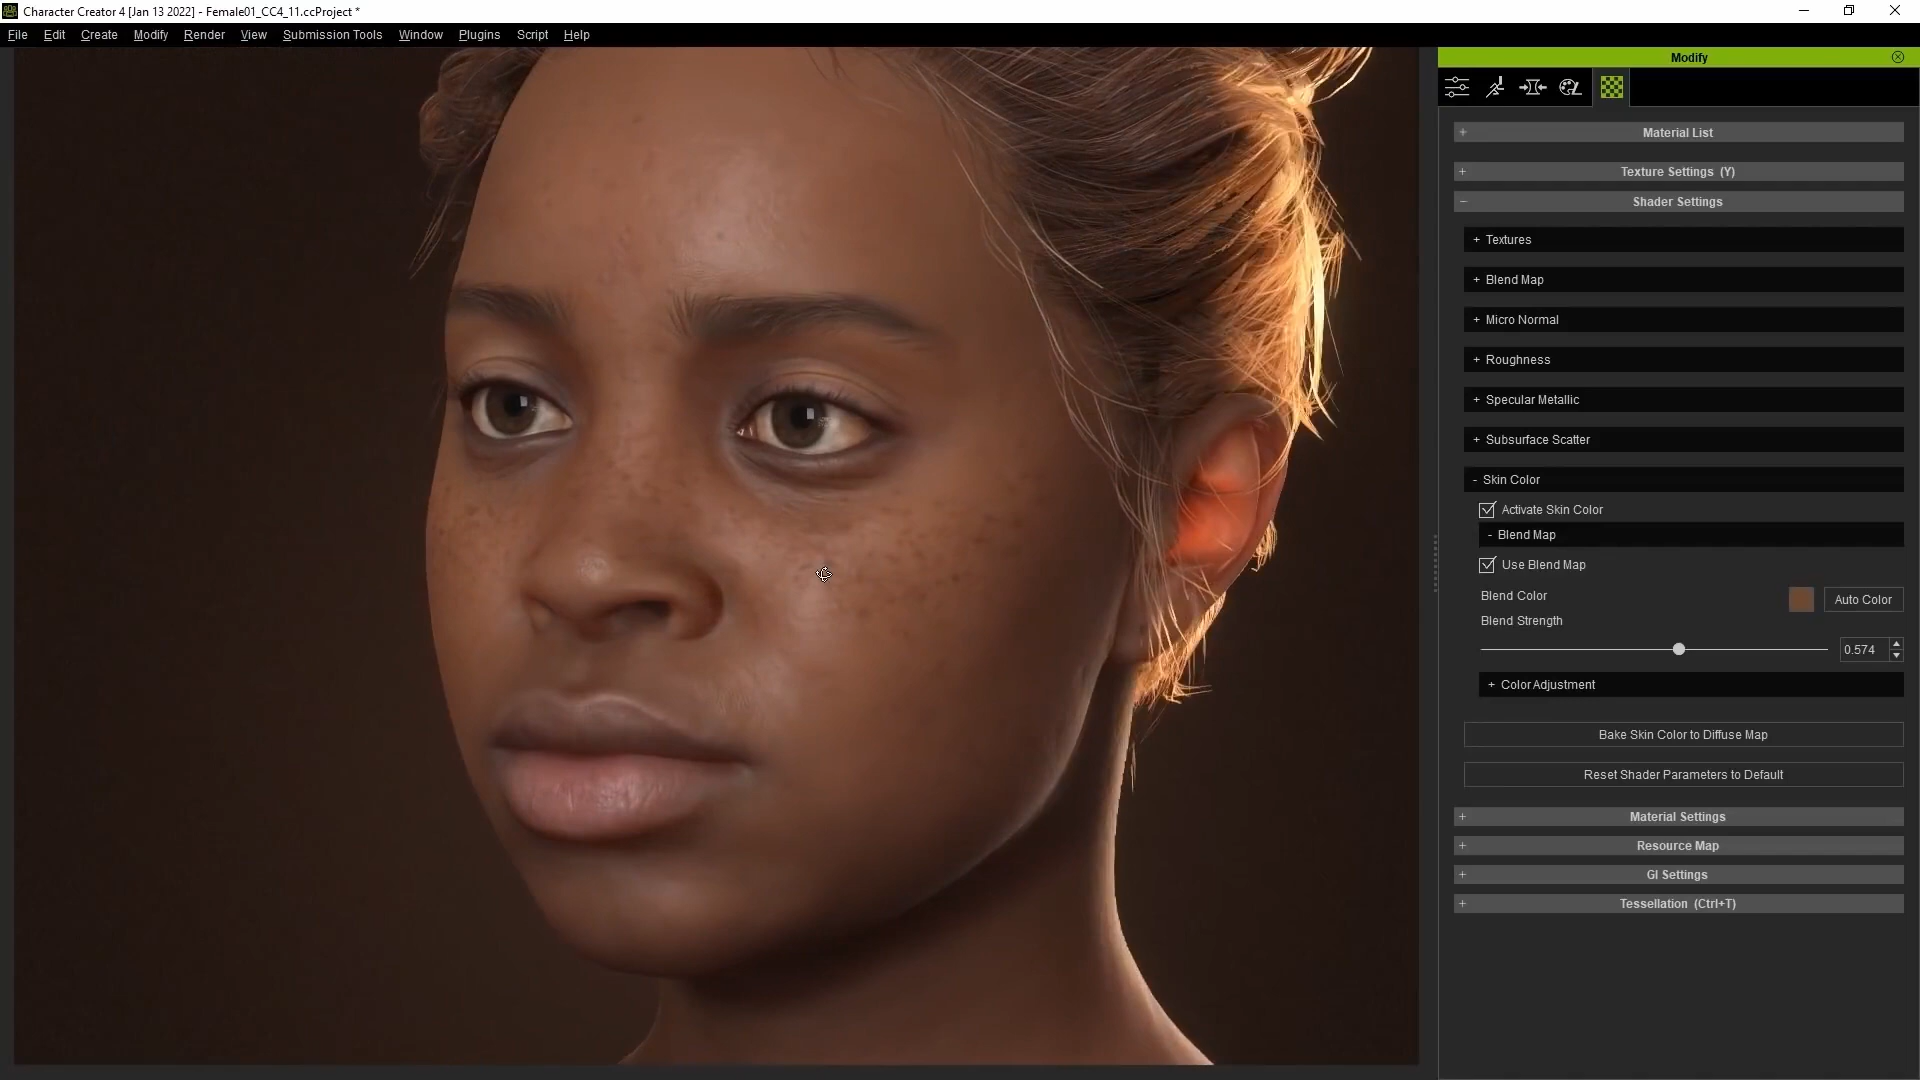 Character Creator 4 [Jan 13 2022] - Female01_CC4_11.ccProject *
File Edit Create Modify Render View Submission Tools Window Plugins Script Help
Modify
+ Material List
+ Texture Settings (Y)
- Shader Settings
+ Textures
+ Blend Map
+ Micro Normal
+ Roughness
+ Specular Metallic
+ Subsurface Scatter
- Skin Color
Activate Skin Color
- Blend Map
Use Blend Map
Blend Color
Auto Color
Blend Strength
0.574
+ Color Adjustment
Bake Skin Color to Diffuse Map
Reset Shader Parameters to Default
+ Material Settings
+ Resource Map
+ GI Settings
+ Tessellation (Ctrl+T)